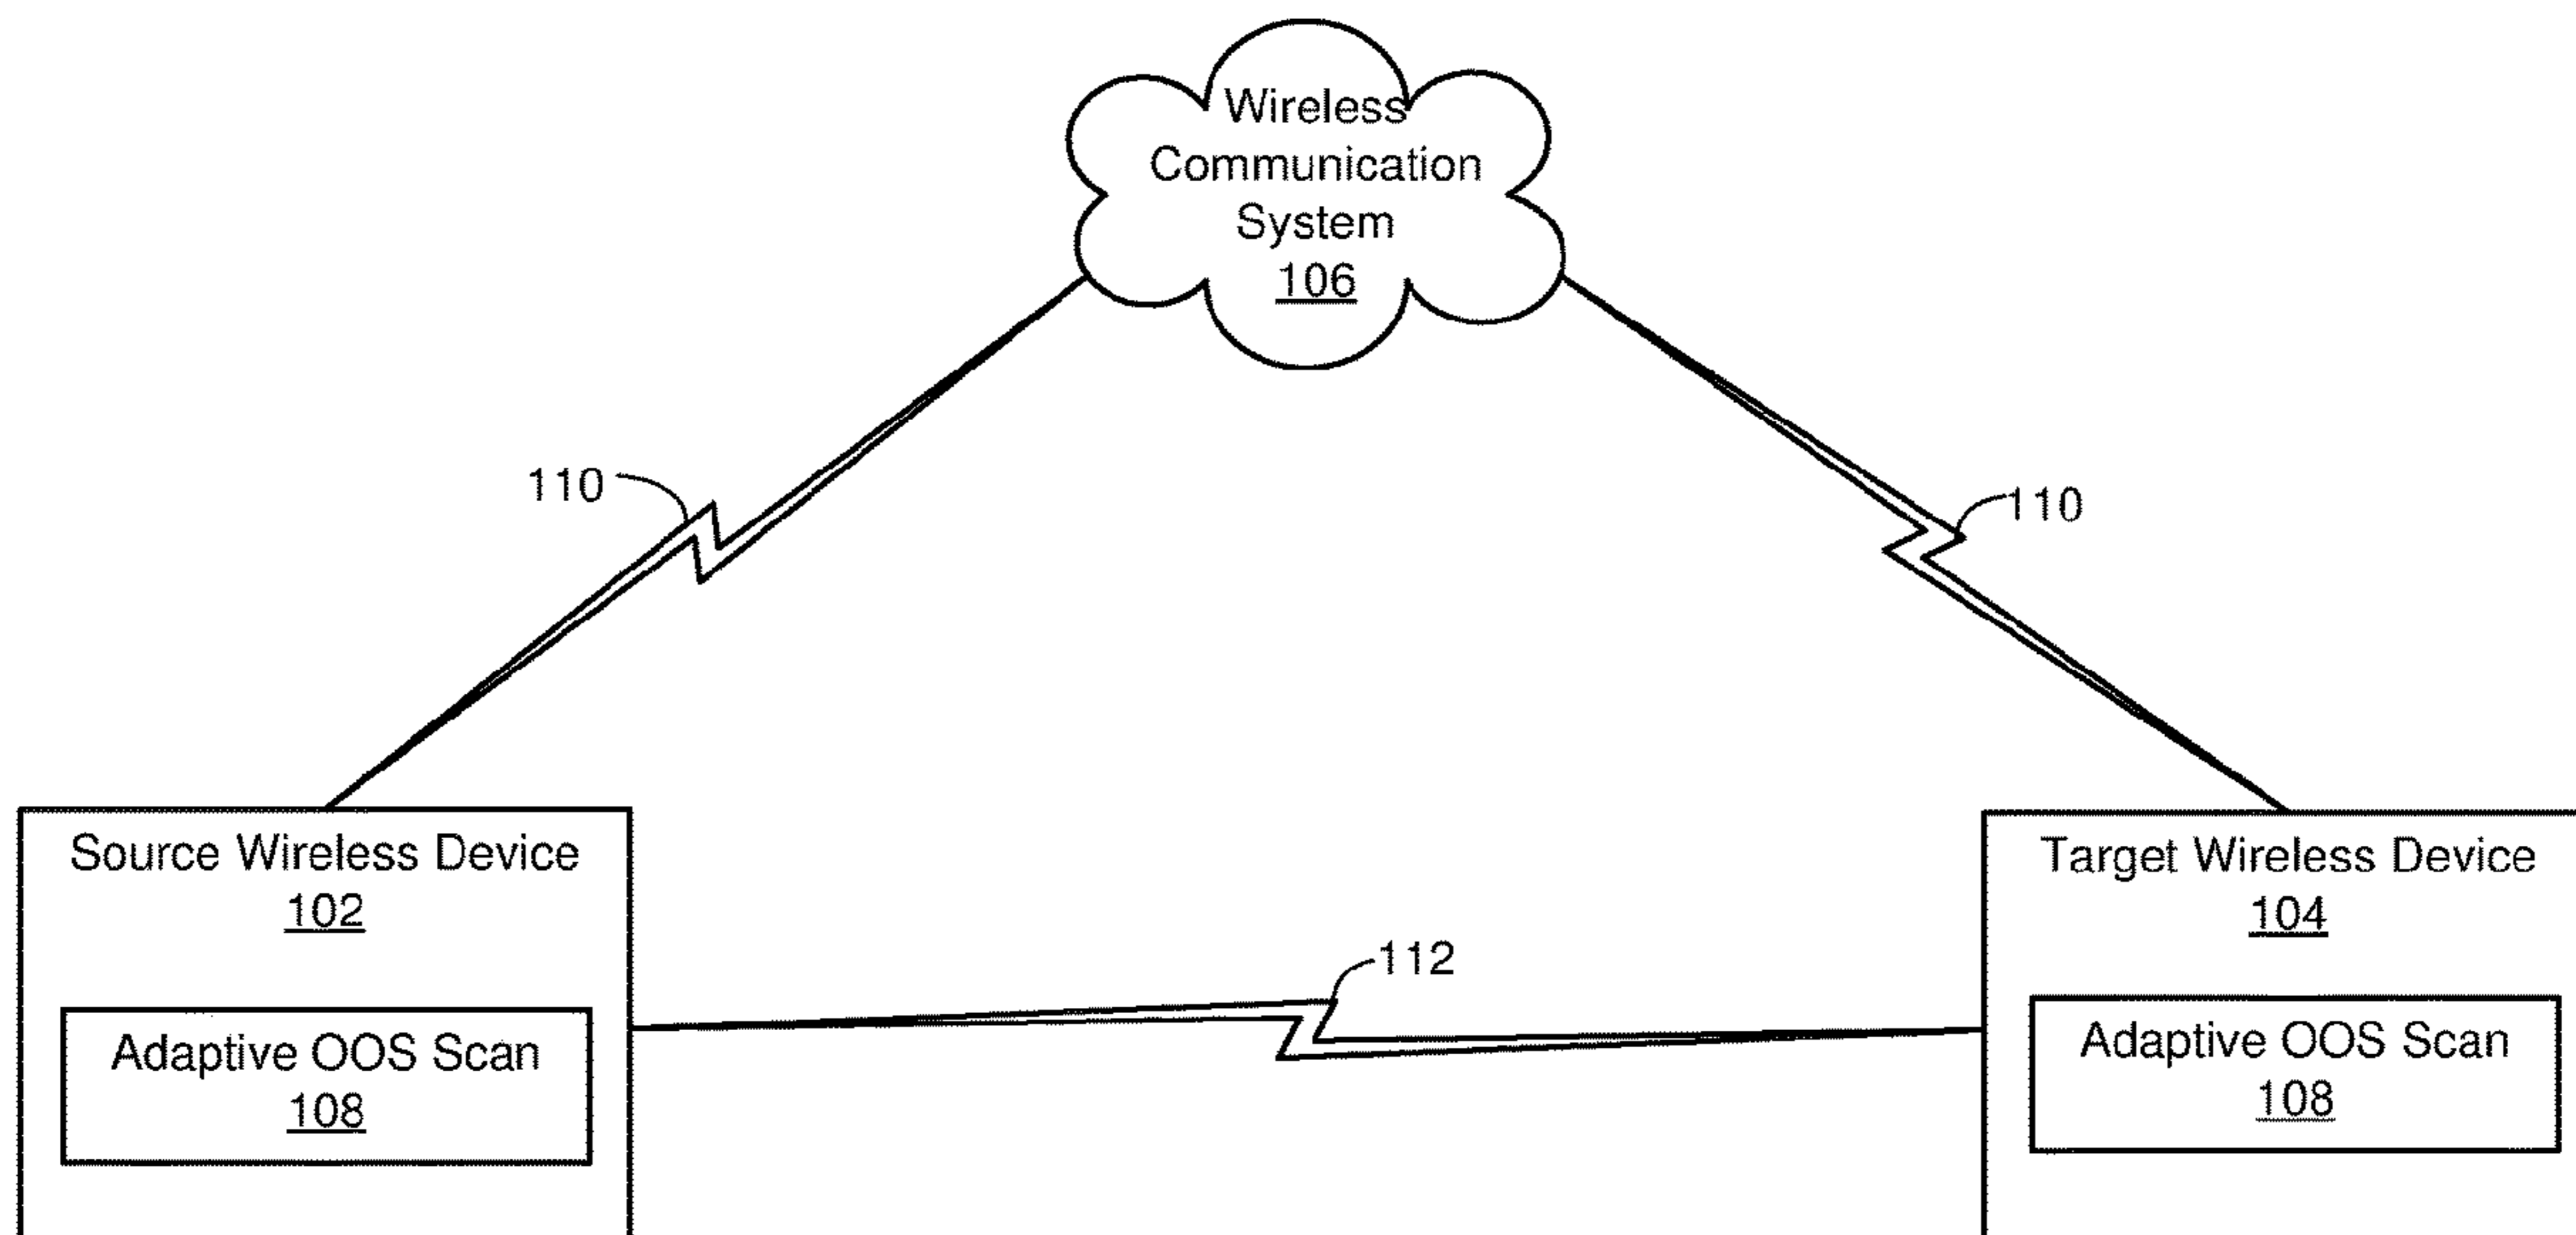 Wireless
Communication
System
106
110
110
Source Wireless Device
102
Target Wireless Device
104
112
Adaptive OOS Scan
108
Adaptive OOS Scan
108